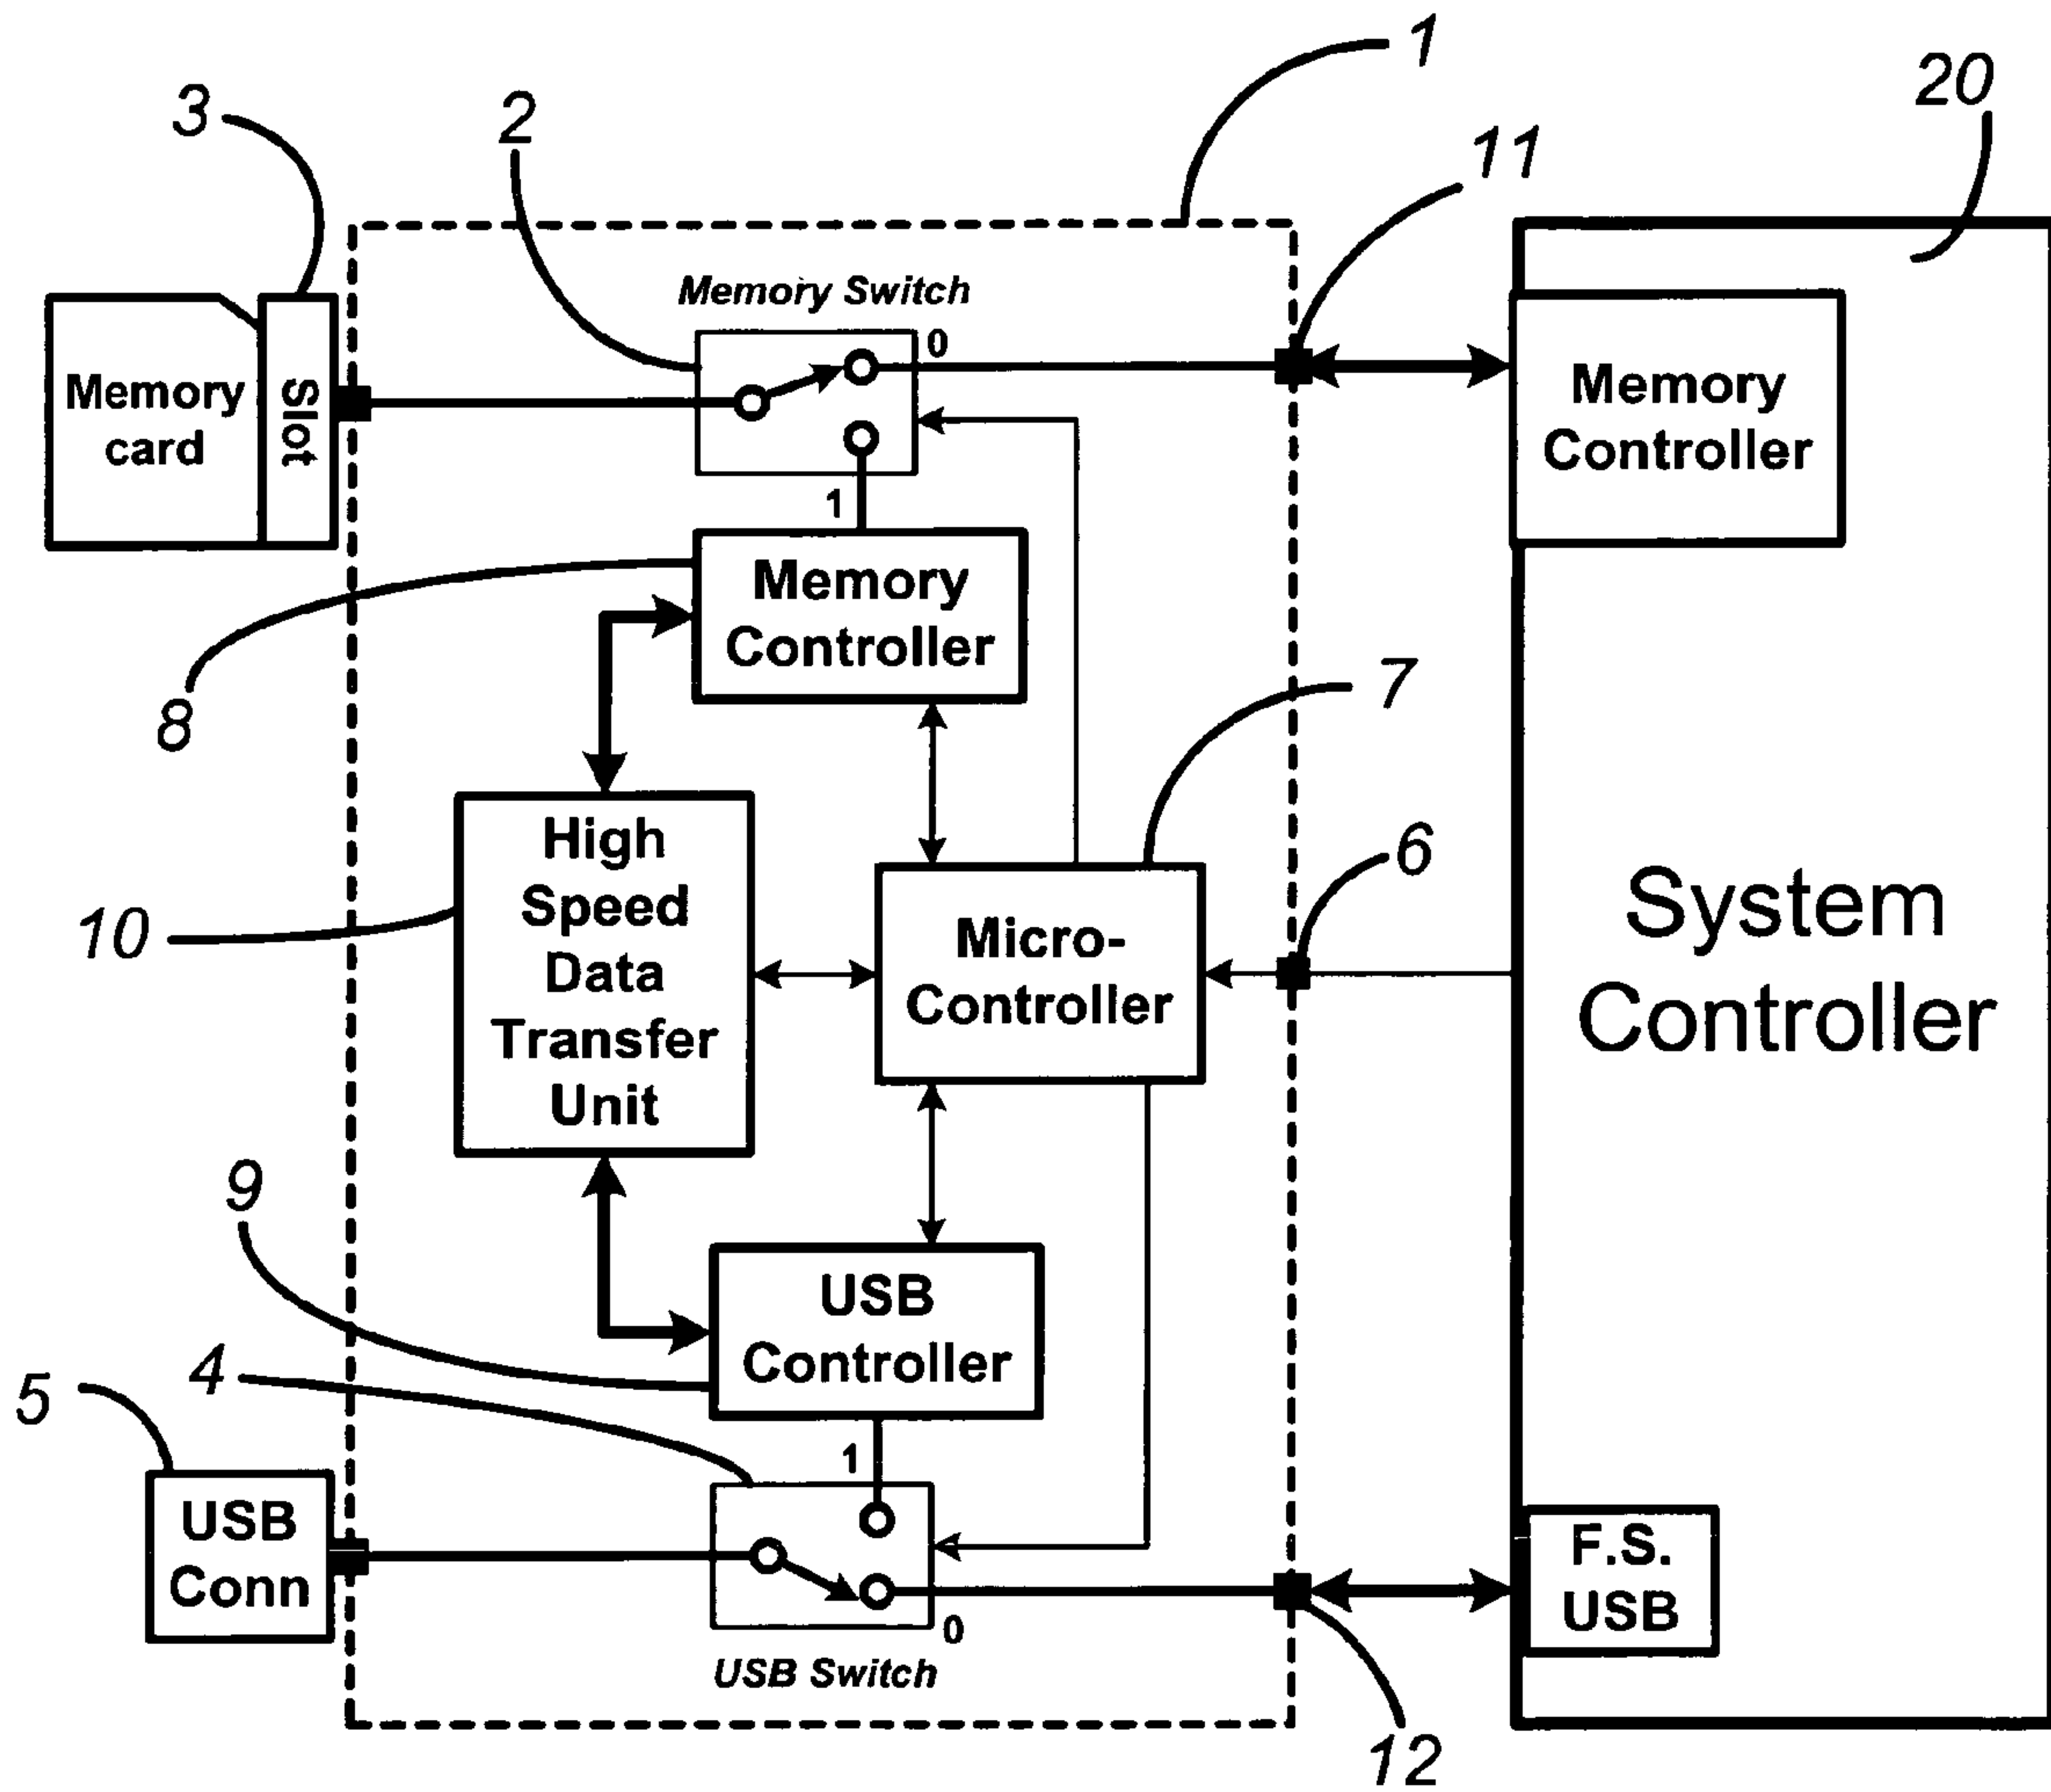 1
20
3
2
11
Memory Switch
0
Memory
card
Slot
Memory
Controller
1
Memory
Controller
8
7
High
Speed
Data
Transfer
Unit
10
Micro-
Controller
6
System
Controller
9
USB
Controller
4
5
1
USB
Conn
F.S.
USB
0
USB Switch
12